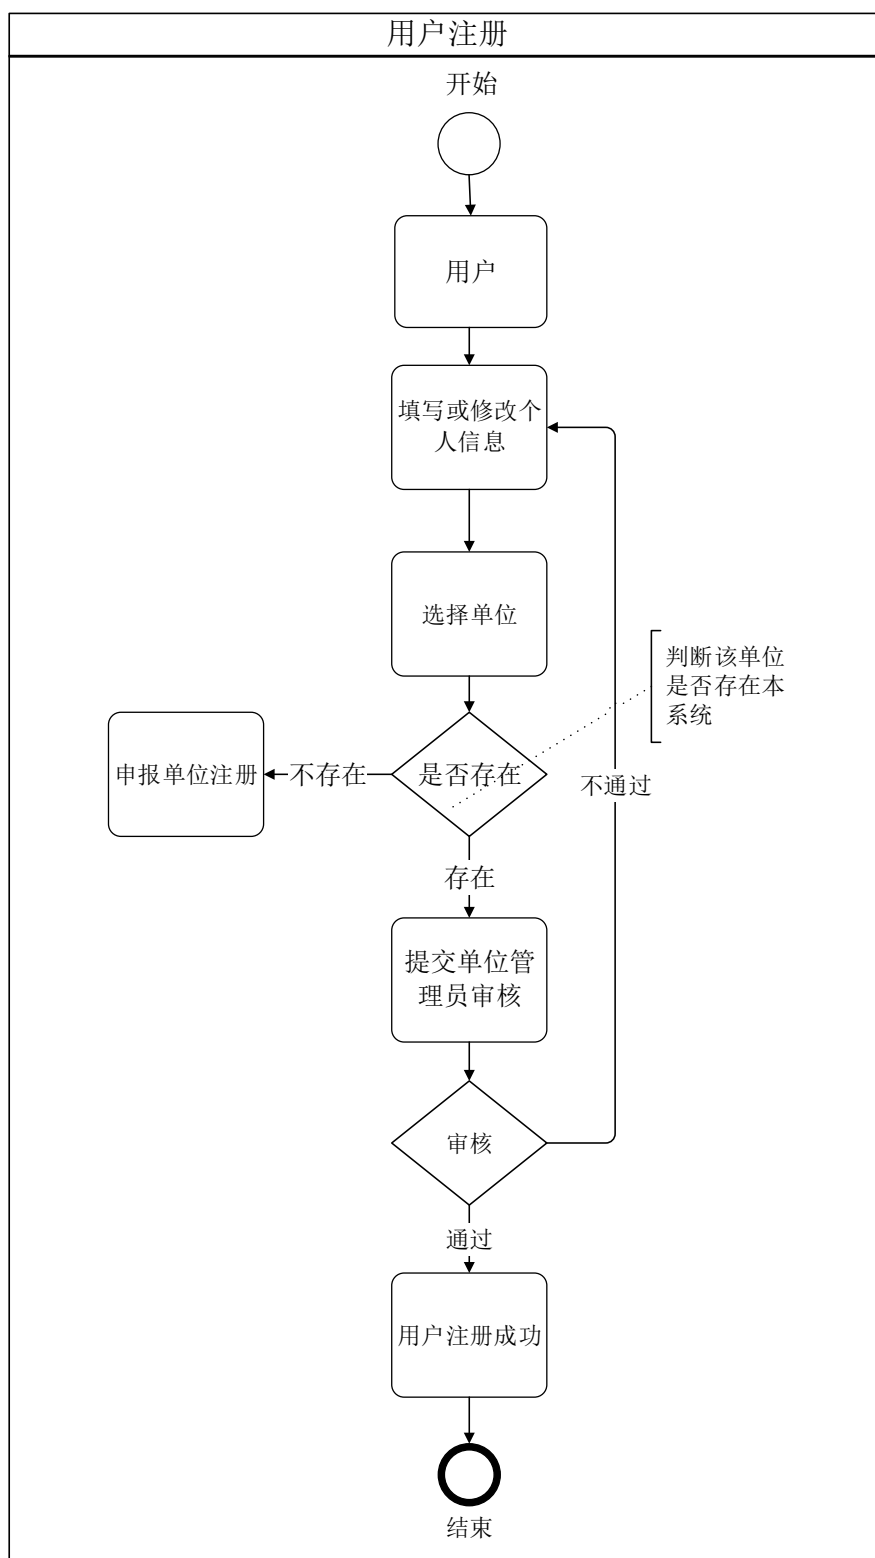 用户注册
开始
用户
填写或修改个
人信息
选择单位
判断该单位
是否存在本
系统
申报单位注册
不存在
是否存在
不通过
存在
提交单位管
理员审核
审核
通过
用户注册成功
结束